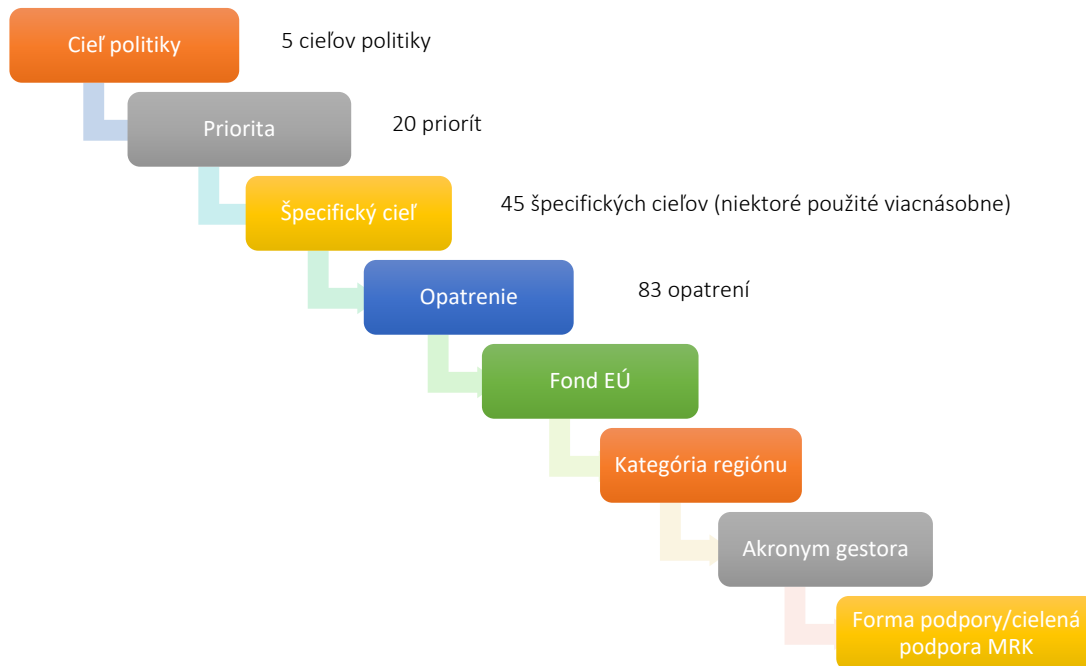 Cieľ politiky
5 cieľov politiky
Priorita
20 priorít
Špecifický cieľ
45 špecifických cieľov (niektoré použité viacnásobne)
Opatrenie
83 opatrení
Fond EÚ
Kategória regiónu
Akronym gestora
Forma podpory/cielená
podpora MRK